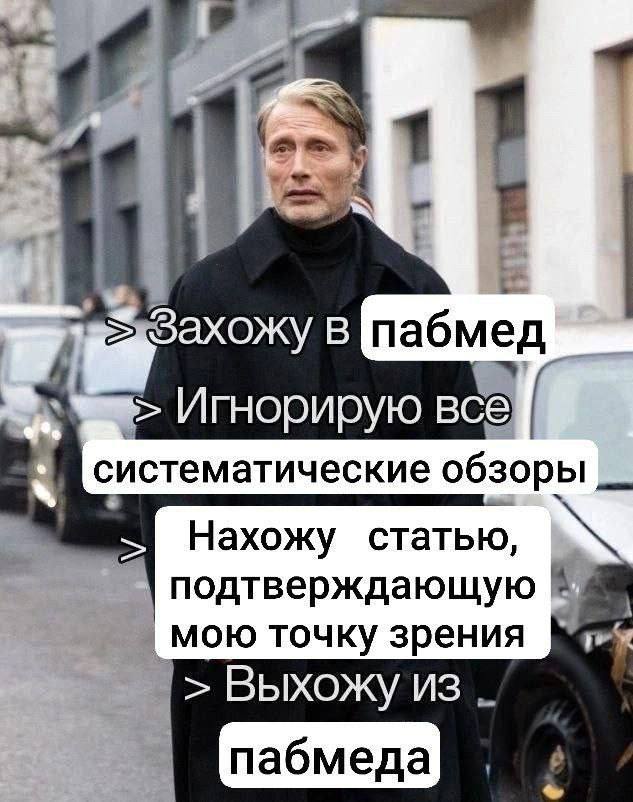 > Захожу в пабмед
> Игнорирую все
систематические обзоры
> Нахожу статью,
подтверждающую
мою точку зрения
> Выхожу из
пабмеда